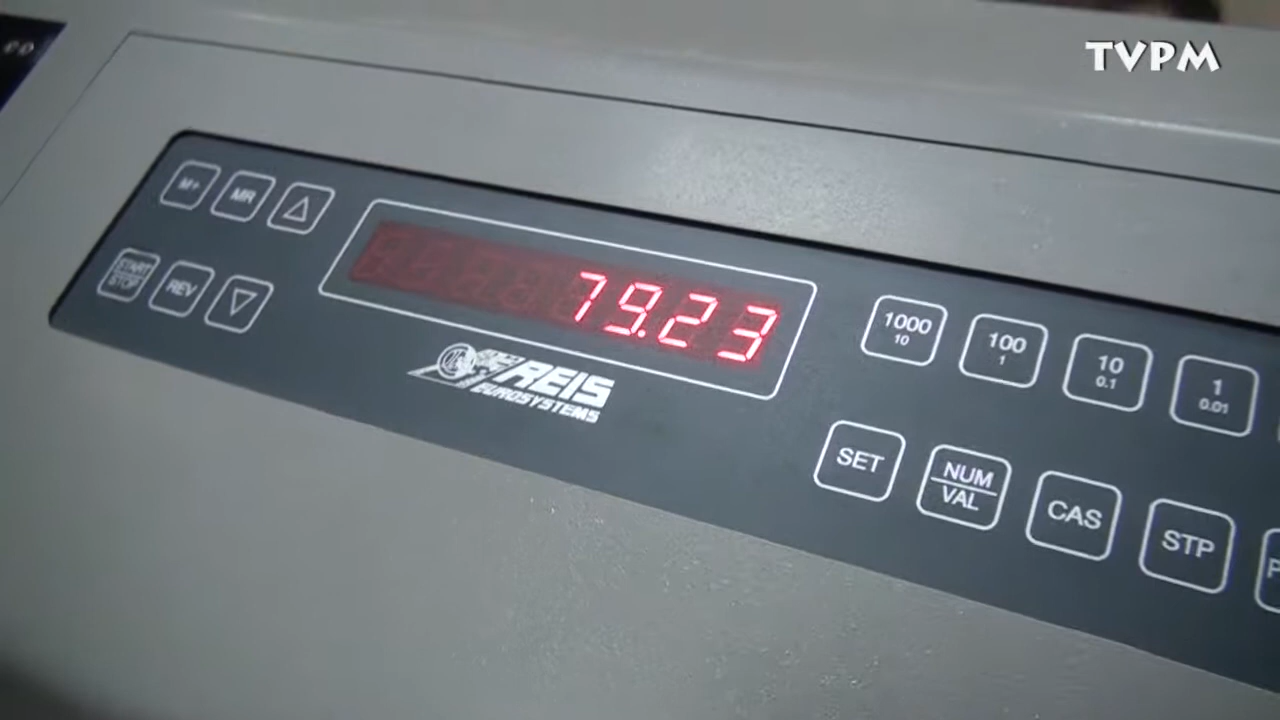 TVPM
M+ MR
START
STOP REV
79.23
REIS
EUROSYSTEMS
1000
10
100
1
10
0.1
1
0.01
SET
NUM
VAL
CAS
STP